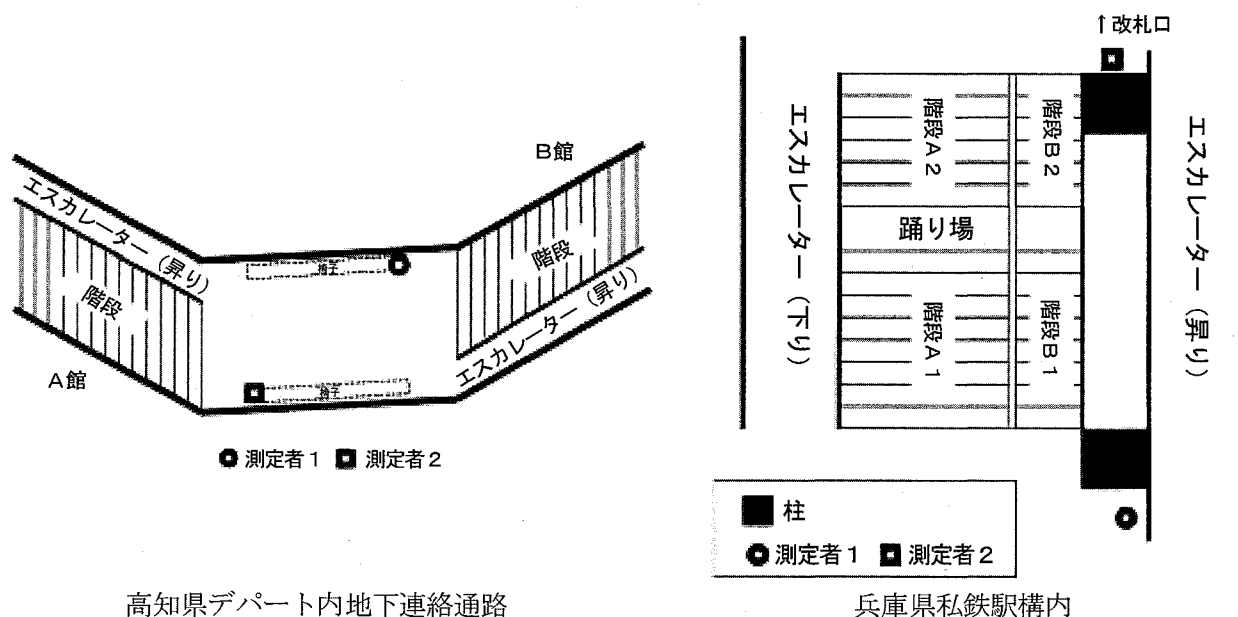 B館
エスカレーター（昇り）
階段
A館
椅子
階段
エスカレーター（昇り）
椅子
測定者1
測定者2
高知県デパート内地下連絡通路
↑改札口
エスカレーター（下り）
階段A2
階段B2
踊り場
階段A1
階段B1
エスカレーター（昇り）
柱
測定者1
測定者2
兵庫県私鉄駅構内